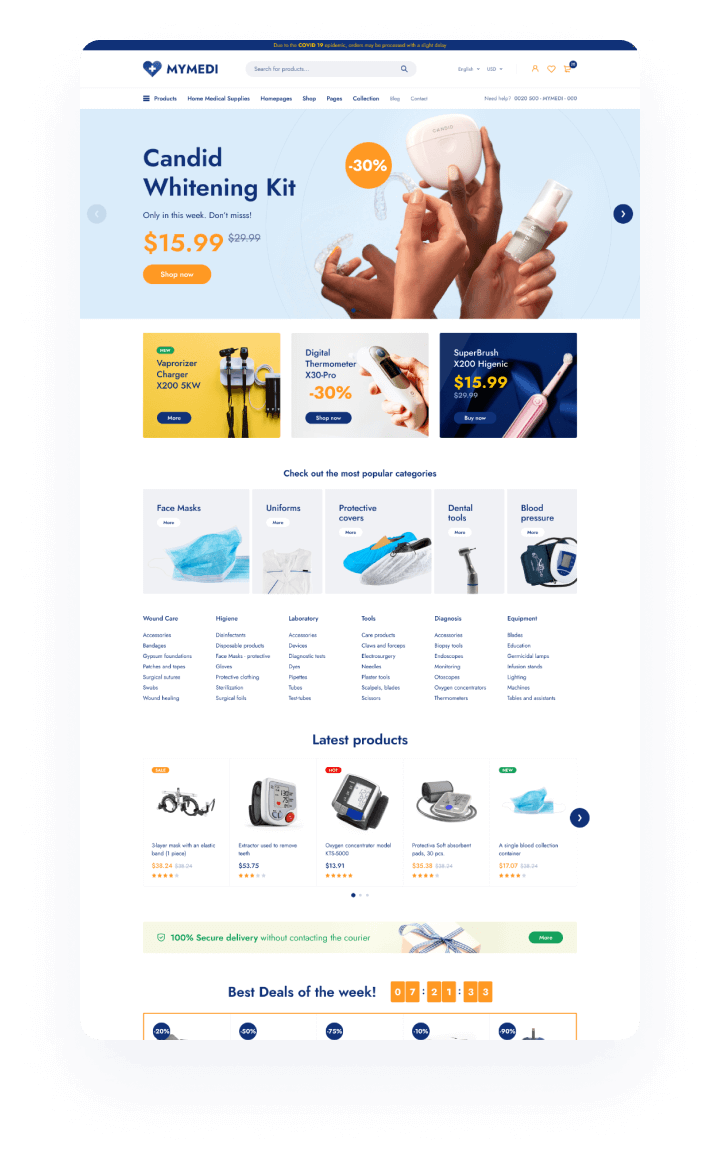 Due to the COVID 19 epidemic, orders may be processed with a slight delay
MYMEDI
Search for products...
English
USD
Products
Home Medical Supplies
Homepages
Shop
Pages
Collection
Blog
Contact
Need help? 0020 500 - MYMEDI - 000
CANDID
-30%
Candid
Whitening Kit
Only in this week. Don't misss!
$15.99 $29.99
Shop now
NEW
Vaprorizer
Charger
X200 5KW
More
Digital
Thermometer
X30-Pro
-30%
Shop now
SuperBrush
X200 Higenic
$15.99
$29.99
Buy now
Check out the most popular categories
Face Masks
More
Uniforms
More
Protective
covers
More
Dental
tools
More
Blood
pressure
More
Wound Care
Accessories
Bandages
Gypsum foundations
Patches and tapes
Surgical sutures
Swabs
Wound healing
Higiene
Disinfectants
Disposable products
Face Masks - protective
Gloves
Protective clothing
Sterilization
Surgical foils
Laboratory
Accessories
Devices
Diagnostic tests
Dyes
Pipettes
Tubes
Test-tubes
Tools
Care products
Claws and forceps
Electrosurgery
Needles
Plaster tools
Scalpels, blades
Scissors
Diagnosis
Accessories
Biopsy tools
Endoscopes
Monitoring
Otoscopes
Oxygen concentrators
Thermometers
Equipment
Blades
Education
Germicidal lamps
Infusion stands
Lighting
Machines
Tables and assistants
Latest products
SALE
3 layer mask with an elastic
band (1 piece)
$38.24 $38.24
Extractor used to remove
teeth
$53.75
HOT
Oxygen concentrator model
KTS-5000
$13.91
Protectiva Soft absorbent
pads, 30 pcs.
$35.38 $38.24
NEW
A single blood collection
container
$17.07 $38.24
100% Secure delivery without contacting the courier
More
Best Deals of the week!
07:21:33
-20%
-50%
-75%
-10%
-90%